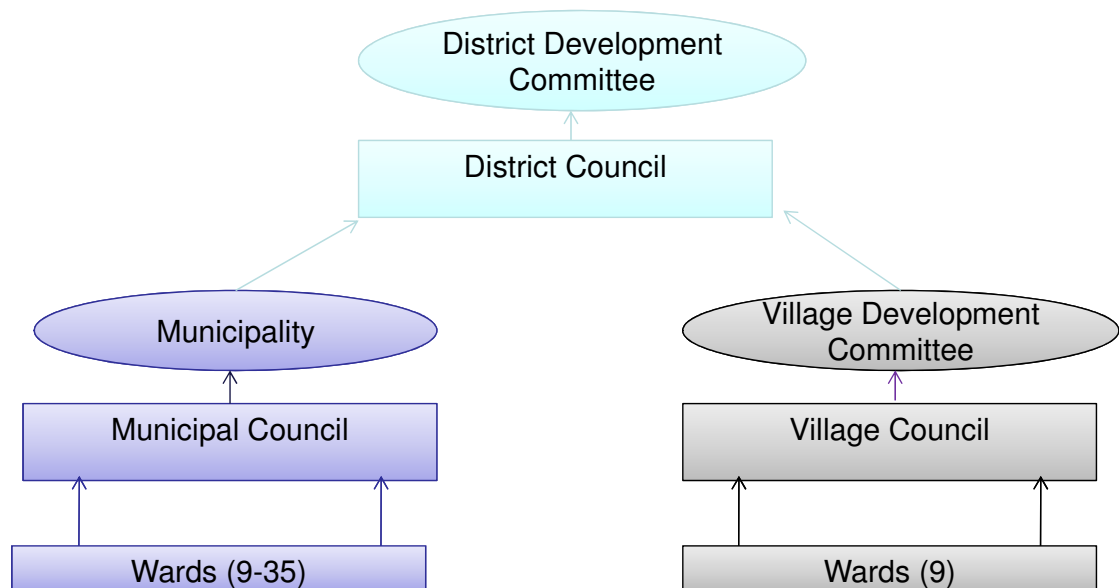 District Development
Committee
District Council
Municipality
Village Development
Committee
Municipal Council
Village Council
Wards (9-35)
Wards (9)